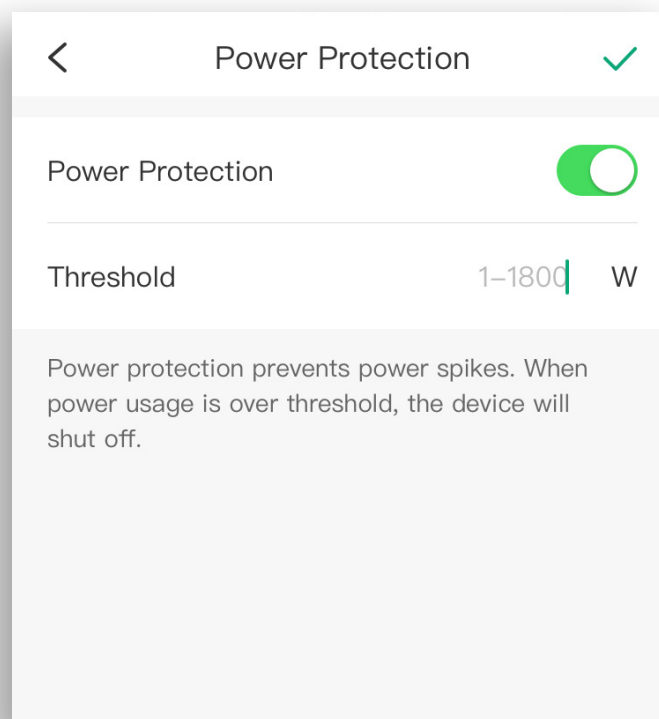 Power Protection
Power Protection
Threshold 1–1800 W
Power protection prevents power spikes. When
power usage is over threshold, the device will
shut off.